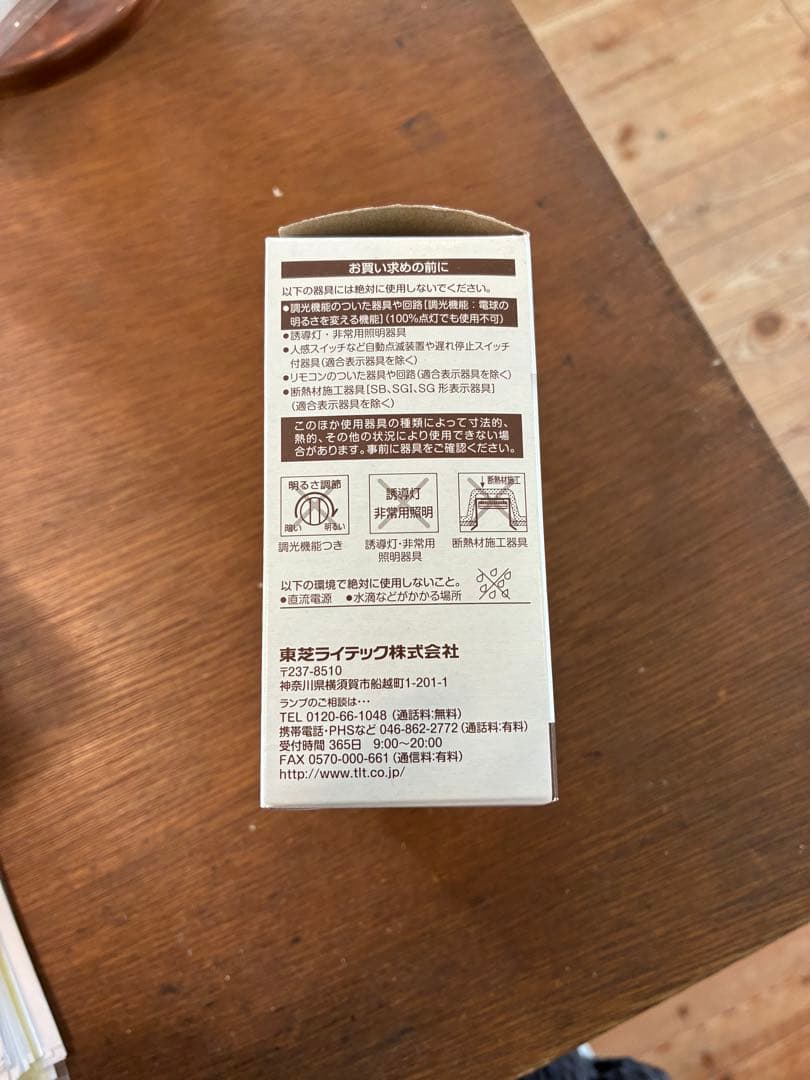 お買い求めの前に
以下の器具には絶対に使用しないでください。
●調光機能のついた器具や回路[調光機能：電球の
明るさを変える機能](100%点灯でも使用不可)
●誘導灯・非常用照明器具
●人感スイッチなど自動点滅装置や遅れ停止スイッチ
付器具(適合表示器具を除く)
●リモコンのついた器具や回路(適合表示器具を除く)
●断熱材施工器具[SB、SGI、SG 形表示器具]
(適合表示器具を除く)
このほか使用器具の種類によって寸法的、
熱的、その他の状況により使用できない場
合があります。事前に器具をご確認ください。
明るさ調節
暗い 明るい
調光機能つき
誘導灯
非常用照明
誘導灯・非常用
照明器具
断熱材施工
断熱材施工器具
以下の環境で絶対に使用しないこと。
●直流電源 ●水滴などがかかる場所
東芝ライテック株式会社
〒237-8510
神奈川県横須賀市船越町1-201-1
ランプのご相談は・・・
TEL 0120-66-1048 (通話料:無料)
携帯電話・PHSなど 046-862-2772 (通話料:有料)
受付時間 365日 9:00〜20:00
FAX 0570-000-661 (通信料:有料)
http://www.tlt.co.jp/